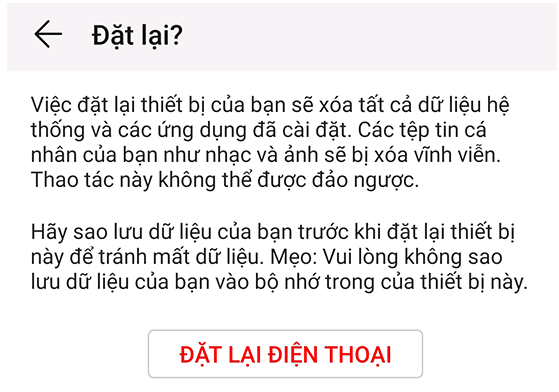 Đặt lại?
Việc đặt lại thiết bị của bạn sẽ xóa tất cả dữ liệu hệ
thống và các ứng dụng đã cài đặt. Các tệp tin cá
nhân của bạn như nhạc và ảnh sẽ bị xóa vĩnh viễn.
Thao tác này không thể được đảo ngược.
Hãy sao lưu dữ liệu của bạn trước khi đặt lại thiết bị
này để tránh mất dữ liệu. Mẹo: Vui lòng không sao
lưu dữ liệu của bạn vào bộ nhớ trong của thiết bị này.
ĐẶT LẠI ĐIỆN THOẠI